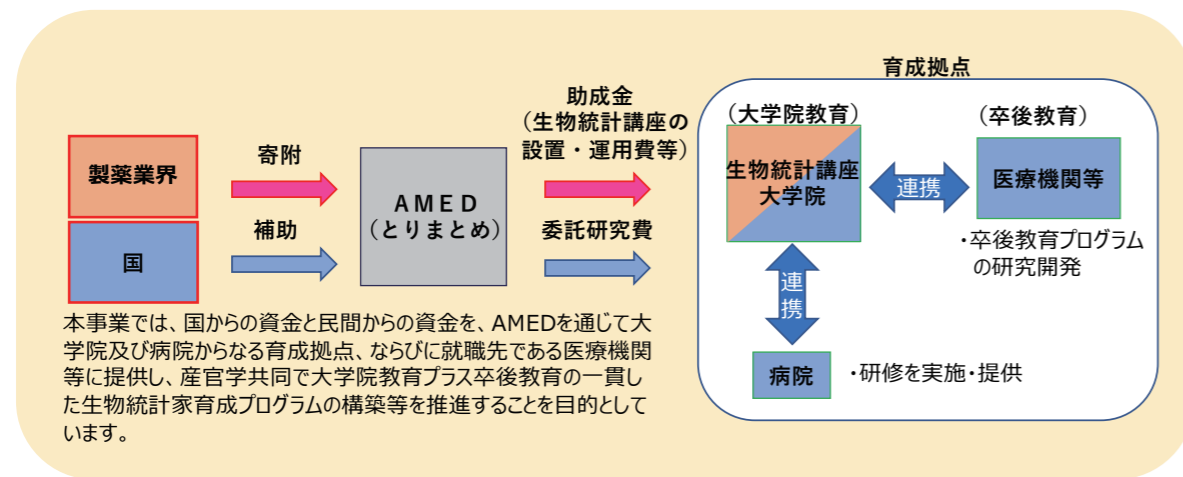 製薬業界
国
寄附
補助
AMED
（とりまとめ）
助成金
（生物統計講座の
設置・運用費等）
委託研究費
育成拠点
（大学院教育）
生物統計講座
大学院
連携
（卒後教育）
医療機関等
・卒後教育プログラム
の研究開発
連携
病院
・研修を実施・提供
本事業では、国からの資金と民間からの資金を、AMEDを通じて大
学院及び病院からなる育成拠点、ならびに就職先である医療機関
等に提供し、産官学共同で大学院教育プラス卒後教育の一貫し
た生物統計家育成プログラムの構築等を推進することを目的として
います。